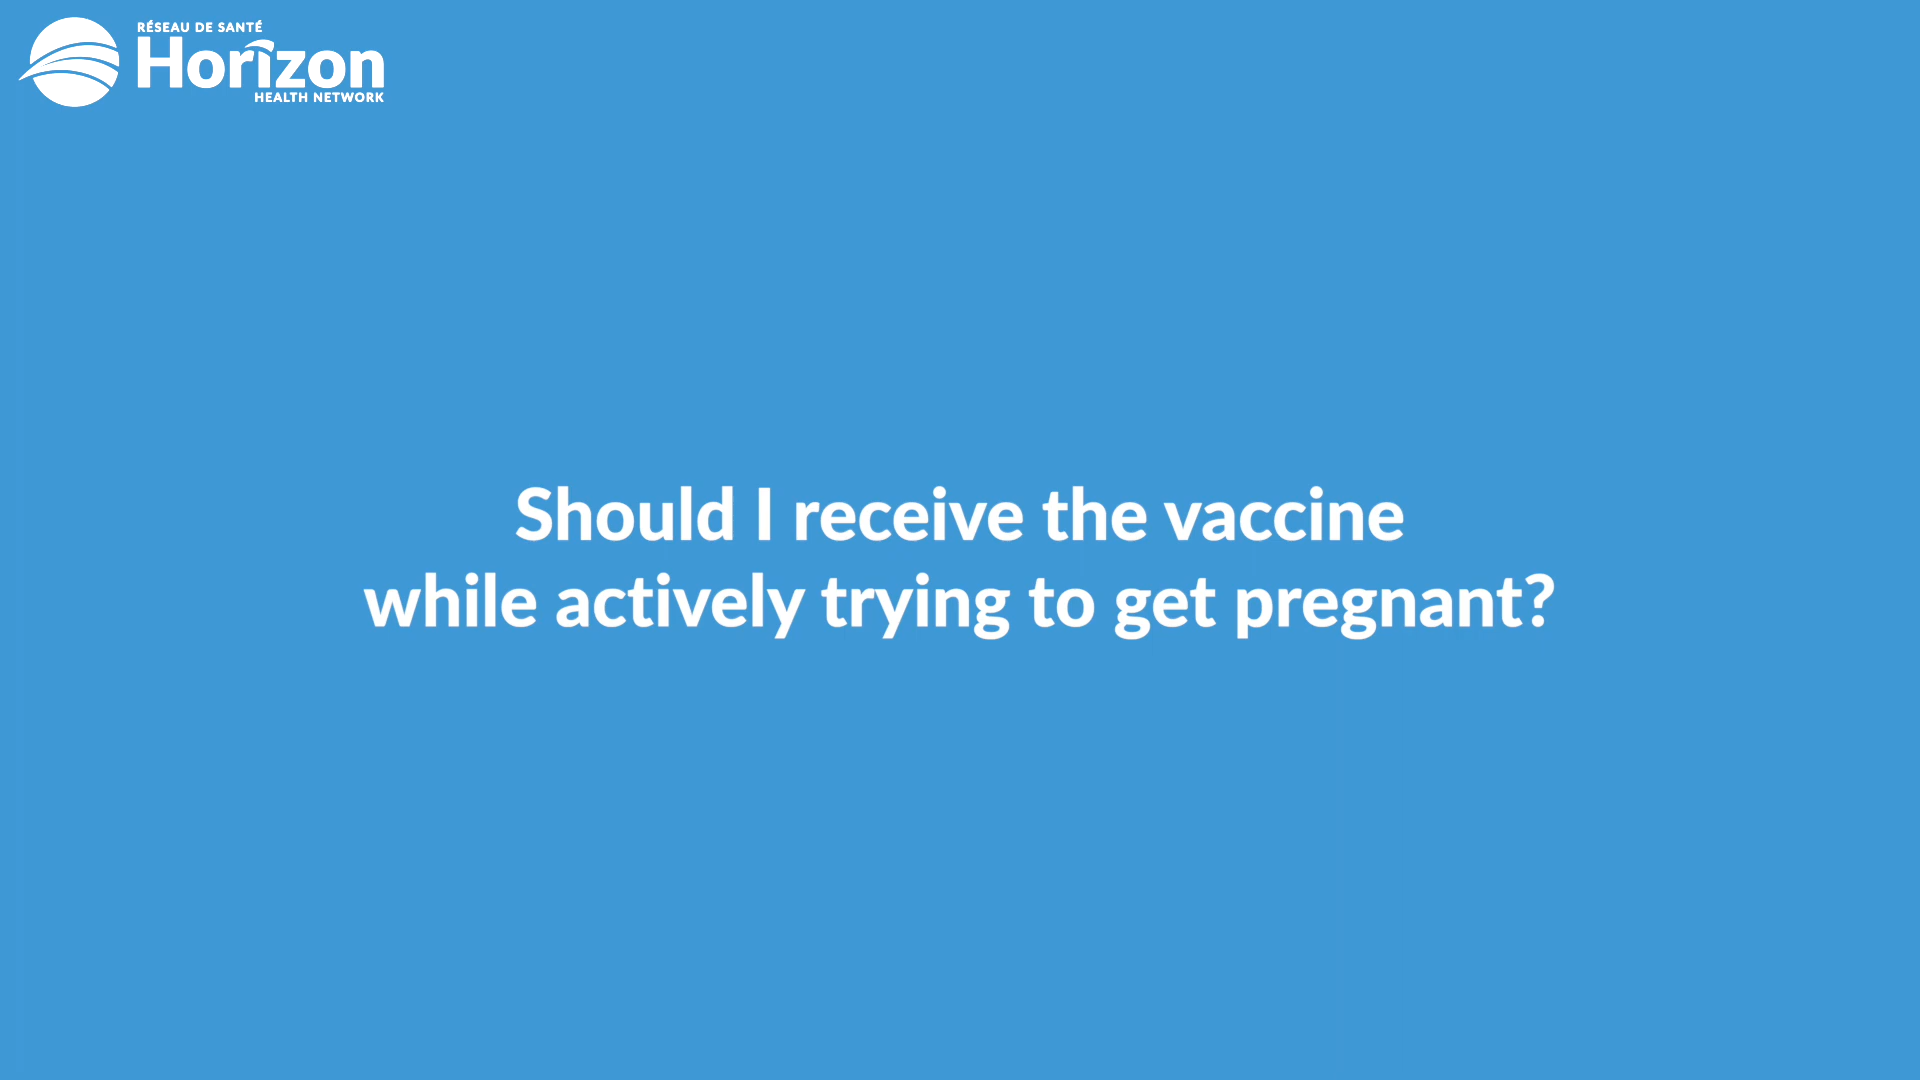 RÉSEAU DE SANTÉ
Horizon
HEALTH NETWORK
Should I receive the vaccine
while actively trying to get pregnant?